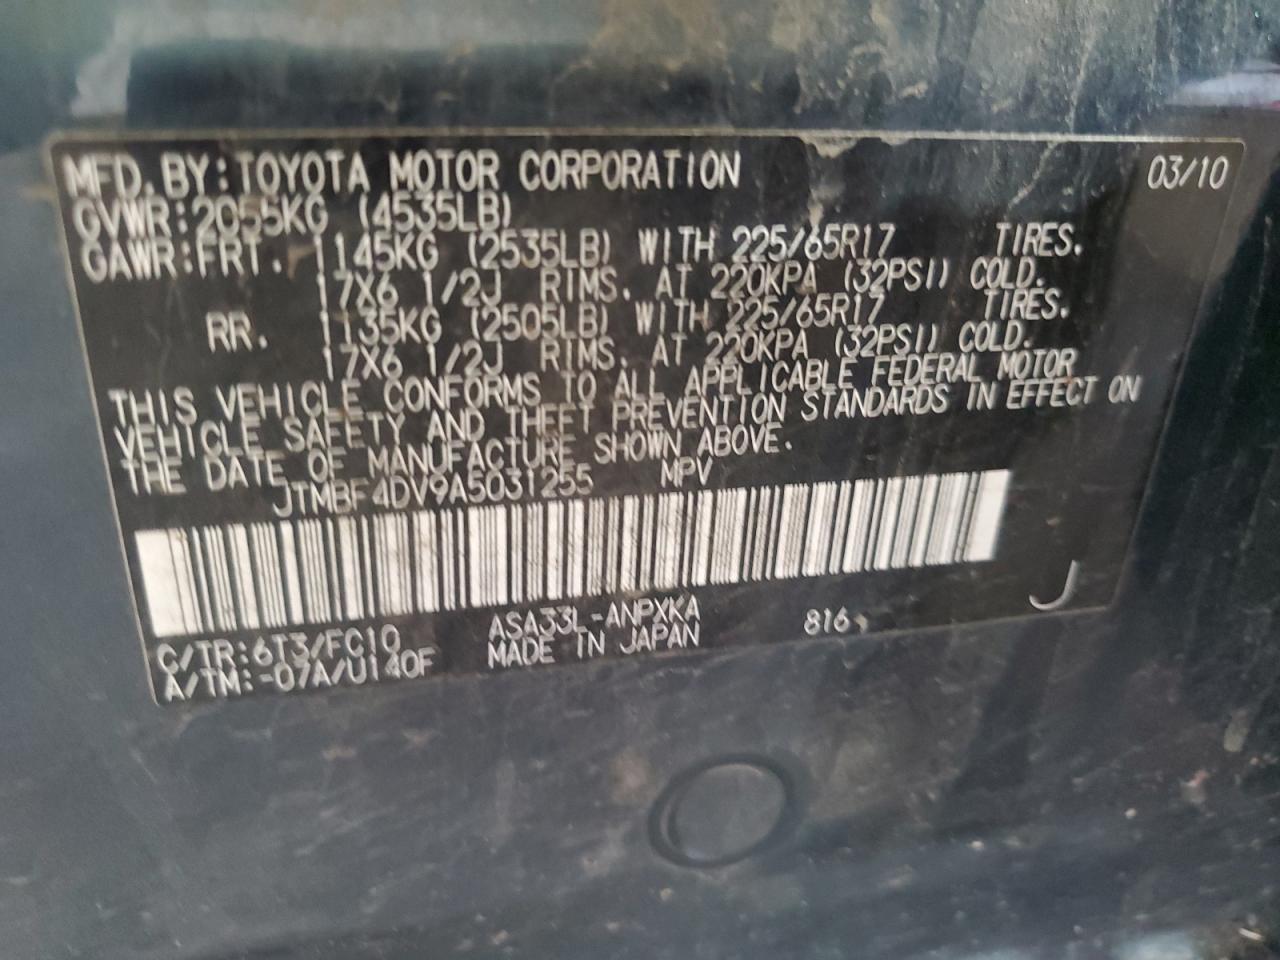 MFD. BY: TOYOTA MOTOR CORPORATION 03/10
GVWR: 2055KG (4535LB)
GAWR: FRT. 1145KG (2535LB) WITH 225/65R17 TIRES.
17X6 1/2J RIMS. AT 220KPA (32PSI) COLD.
RR. 1135KG (2505LB) WITH 225/65R17 TIRES.
17X6 1/2J RIMS. AT 220KPA (32PSI) COLD.
THIS VEHICLE CONFORMS TO ALL APPLICABLE FEDERAL MOTOR
VEHICLE SAFETY AND THEFT PREVENTION STANDARDS IN EFFECT ON
THE DATE OF MANUFACTURE SHOWN ABOVE.
JTMBF4DV9A5031255 MPV
J
C/TR: 6T3/FC10 ASA33L-ANPXKA 816
A/TM: -07A/U140F MADE IN JAPAN